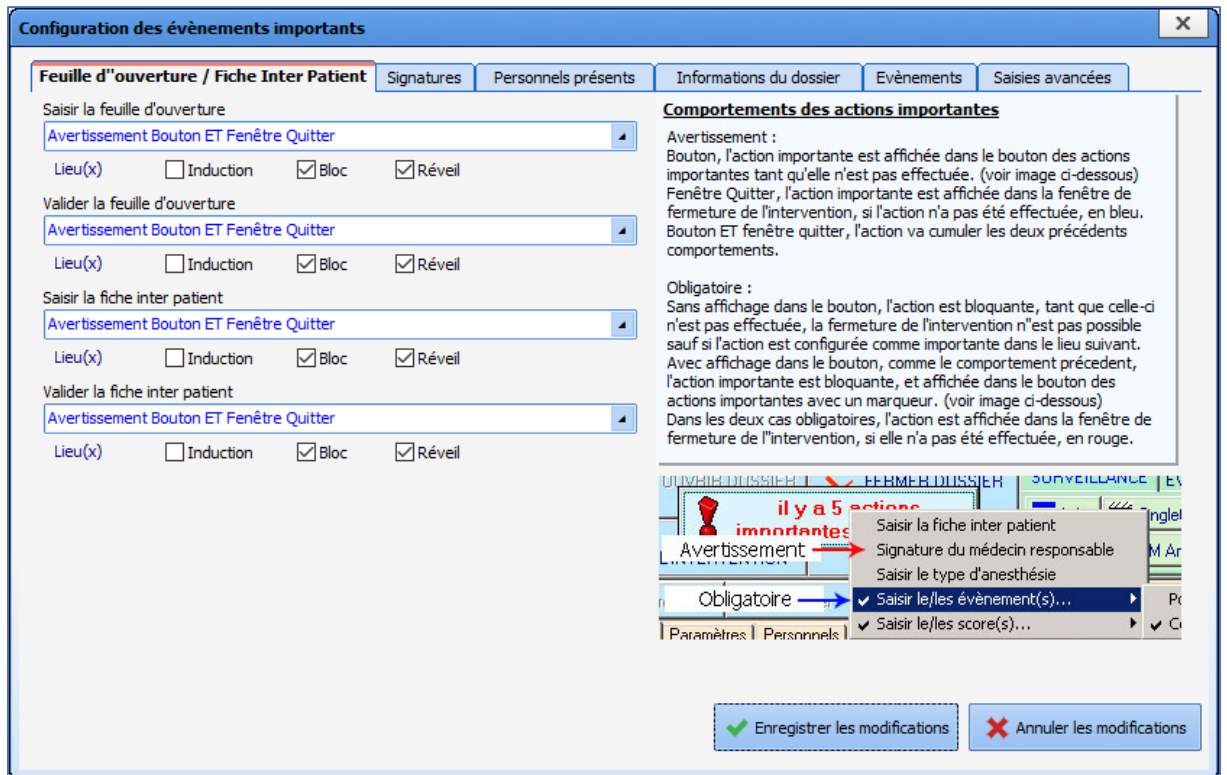 Configuration des évènements importants
Feuille d''ouverture / Fiche Inter Patient
Signatures
Personnels présents
Informations du dossier
Evènements
Saisies avancées
Saisir la feuille d'ouverture
Avertissement Bouton ET Fenêtre Quitter
Lieu(x) Induction Bloc Réveil
Valider la feuille d'ouverture
Avertissement Bouton ET Fenêtre Quitter
Lieu(x) Induction Bloc Réveil
Saisir la fiche inter patient
Avertissement Bouton ET Fenêtre Quitter
Lieu(x) Induction Bloc Réveil
Valider la fiche inter patient
Avertissement Bouton ET Fenêtre Quitter
Lieu(x) Induction Bloc Réveil
Comportements des actions importantes
Avertissement :
Bouton, l'action importante est affichée dans le bouton des actions
importantes tant qu'elle n'est pas effectuée. (voir image ci-dessous)
Fenêtre Quitter, l'action importante est affichée dans la fenêtre de
fermeture de l'intervention, si l'action n'a pas été effectuée, en bleu.
Bouton ET fenêtre quitter, l'action va cumuler les deux précédents
comportements.
Obligatoire :
Sans affichage dans le bouton, l'action est bloquante, tant que celle-ci
n'est pas effectuée, la fermeture de l'intervention n''est pas possible
sauf si l'action est configurée comme importante dans le lieu suivant.
Avec affichage dans le bouton, comme le comportement précedent,
l'action importante est bloquante, et affichée dans le bouton des
actions importantes avec un marqueur. (voir image ci-dessous)
Dans les deux cas obligatoires, l'action est affichée dans la fenêtre de
fermeture de l''intervention, si elle n'a pas été effectuée, en rouge.
OUVRIR DOSSIER
FERMER DOSSIER
SURVEILLANCE
il y a 5 actions
importantes
Avertissement
Obligatoire
Saisir la fiche inter patient
Signature du médecin responsable
Saisir le type d'anesthésie
Saisir le/les évènement(s)...
Saisir le/les score(s)...
Paramètres
Personnels
Enregistrer les modifications
Annuler les modifications